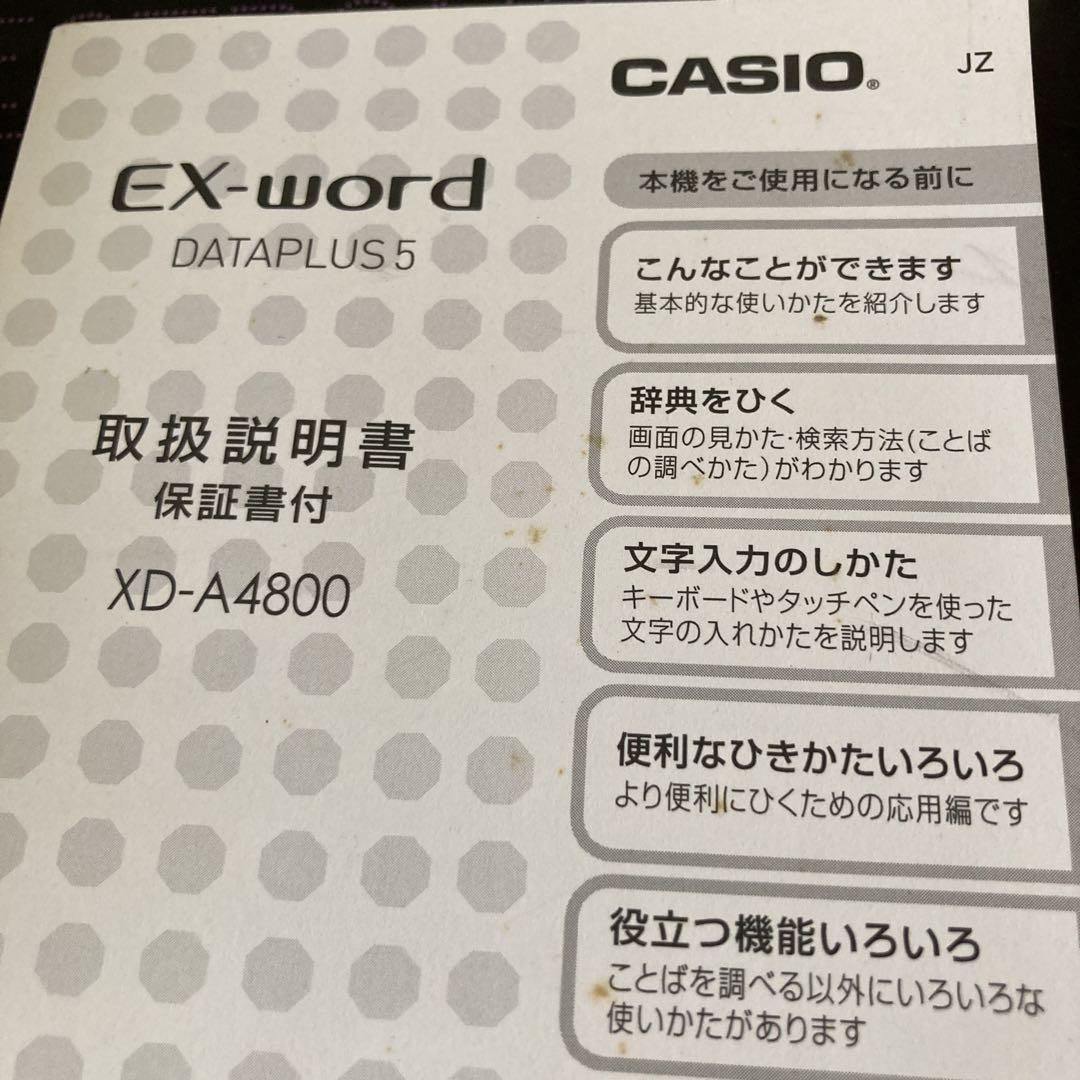 CASIO®
JZ
EX-word
DATAPLUS 5
取扱説明書
保証書付
XD-A4800
本機をご使用になる前に
こんなことができます
基本的な使いかたを紹介します
辞典をひく
画面の見かた・検索方法(ことば
の調べかた)がわかります
文字入力のしかた
キーボードやタッチペンを使った
文字の入れかたを説明します
便利なひきかたいろいろ
より便利にひくための応用編です
役立つ機能いろいろ
ことばを調べる以外にいろいろな
使いかたがあります